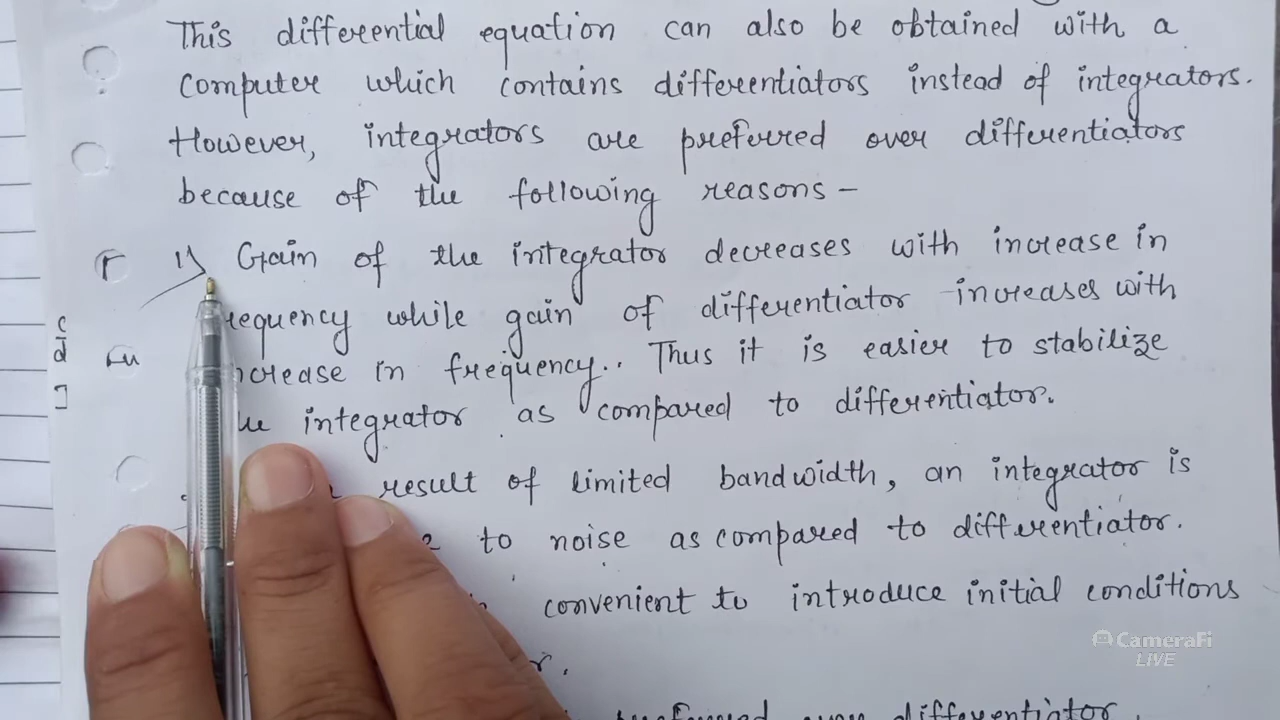 This differential equation can also be obtained with a
computer which contains differentiators instead of integrators.
However, integrators are preferred over differentiators
because of the following reasons -
1) Gain of the integrator decreases with increase in
requency while gain of differentiator increases with
ncrease in frequency.. Thus it is easier to stabilize
integrator as compared to differentiator.
result of limited bandwidth, an integrator is
to noise as compared to differentiator.
convenient to introduce initial conditions
r.
over differentiator.
CameraFi
LIVE